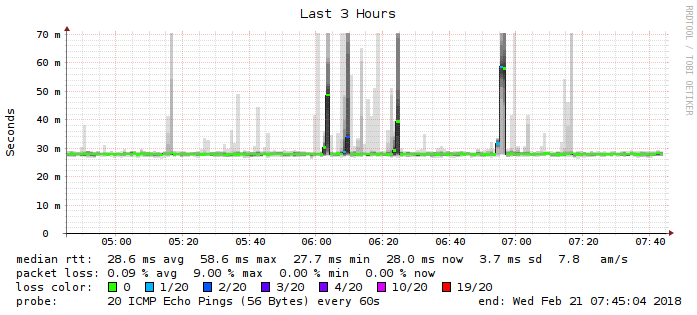 Last 3 Hours
RRDTOOL / TOBI OETIKER
Seconds
70 m
60 m
50 m
40 m
30 m
20 m
10 m
0
05:00 05:20 05:40 06:00 06:20 06:40 07:00 07:20 07:40
median rtt: 28.6 ms avg 58.6 ms max 27.7 ms min 28.0 ms now 3.7 ms sd 7.8 am/s
packet loss: 0.09 % avg 9.00 % max 0.00 % min 0.00 % now
loss color: 0 1/20 2/20 3/20 4/20 10/20 19/20
probe: 20 ICMP Echo Pings (56 Bytes) every 60s end: Wed Feb 21 07:45:04 2018